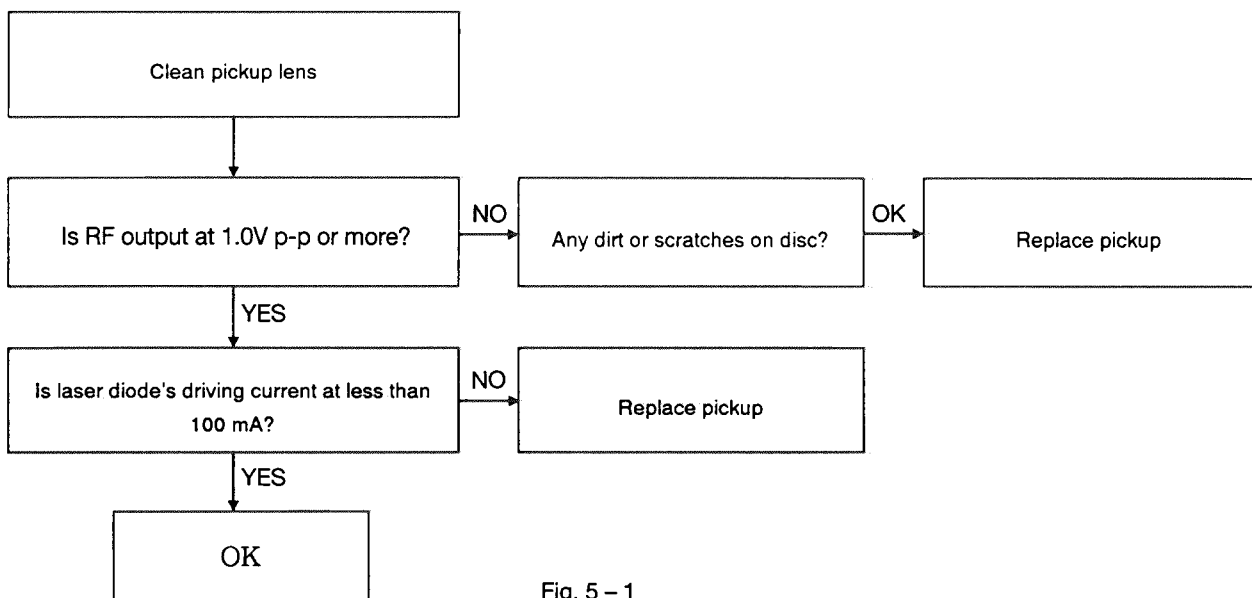 Clean pickup lens
Is RF output at 1.0V p-p or more?
NO
Any dirt or scratches on disc?
OK
Replace pickup
YES
Is laser diode's driving current at less than
100 mA?
NO
Replace pickup
YES
OK
Fig. 5 – 1